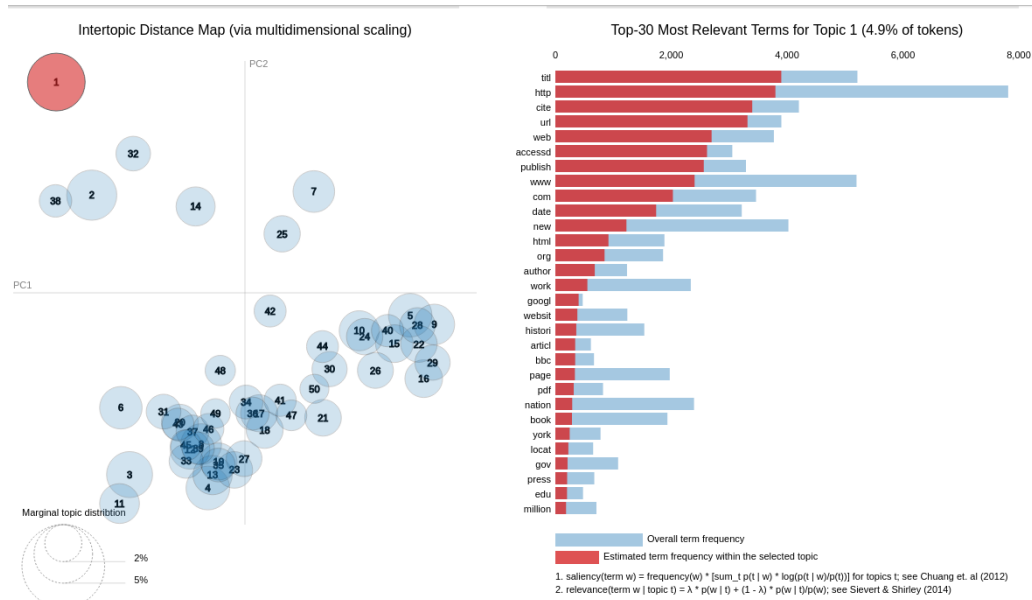 Intertopic Distance Map (via multidimensional scaling)
PC2
PC1
1
32
38
2
14
7
25
42
5
28
9
10
24
40
15
22
44
30
26
29
16
48
50
6
31
49
34
36
17
41
47
21
18
37
46
33
13
4
27
23
3
11
Marginal topic distribtion
2%
5%
Top-30 Most Relevant Terms for Topic 1 (4.9% of tokens)
0 2,000 4,000 6,000 8,000
titl
http
cite
url
web
accessd
publish
www
com
date
new
html
org
author
work
googl
websit
histori
articl
bbc
page
pdf
nation
book
york
locat
gov
press
edu
million
Overall term frequency
Estimated term frequency within the selected topic
1. saliency(term w) = frequency(w) * [sum_t p(t | w) * log(p(t | w)/p(t))] for topics t; see Chuang et. al (2012)
2. relevance(term w | topic t) = λ * p(w | t) + (1 - λ) * p(w | t)/p(w); see Sievert & Shirley (2014)